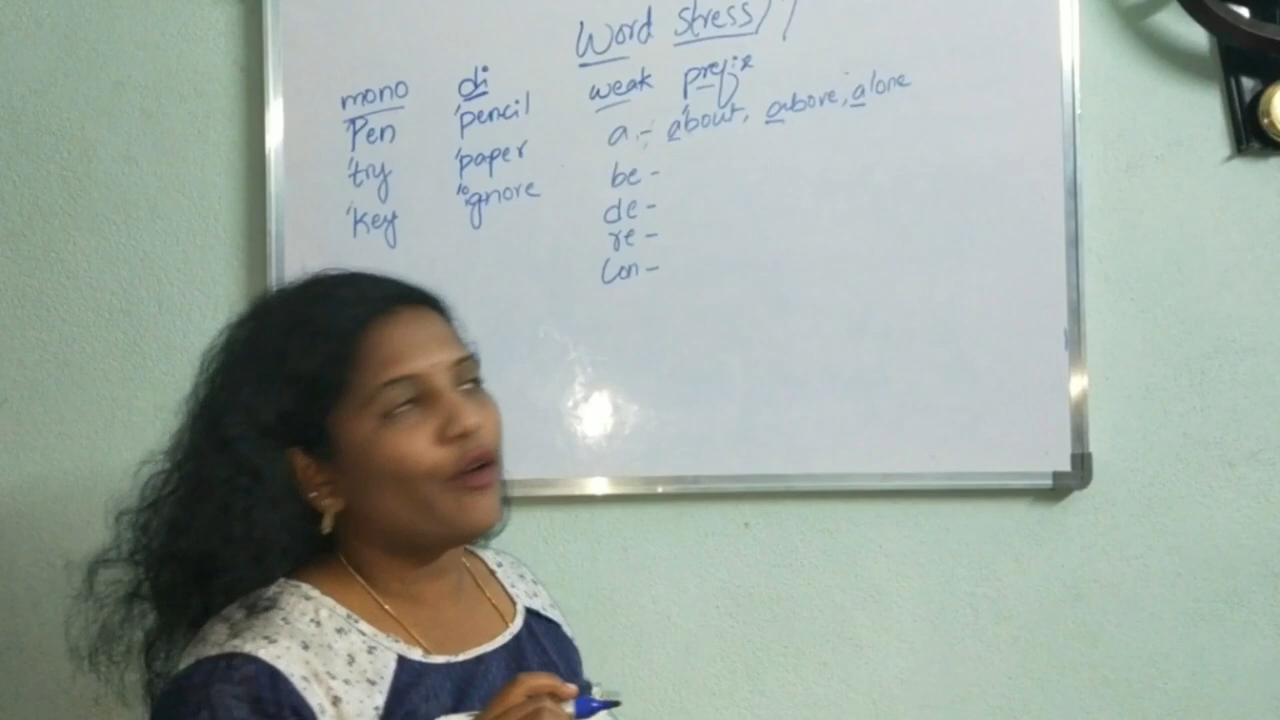 Word stress
mono
'Pen
'try
'key
di
'pencil
'paper
'ignore
weak prefix
a - about, above, alone
be -
de -
re -
Con -